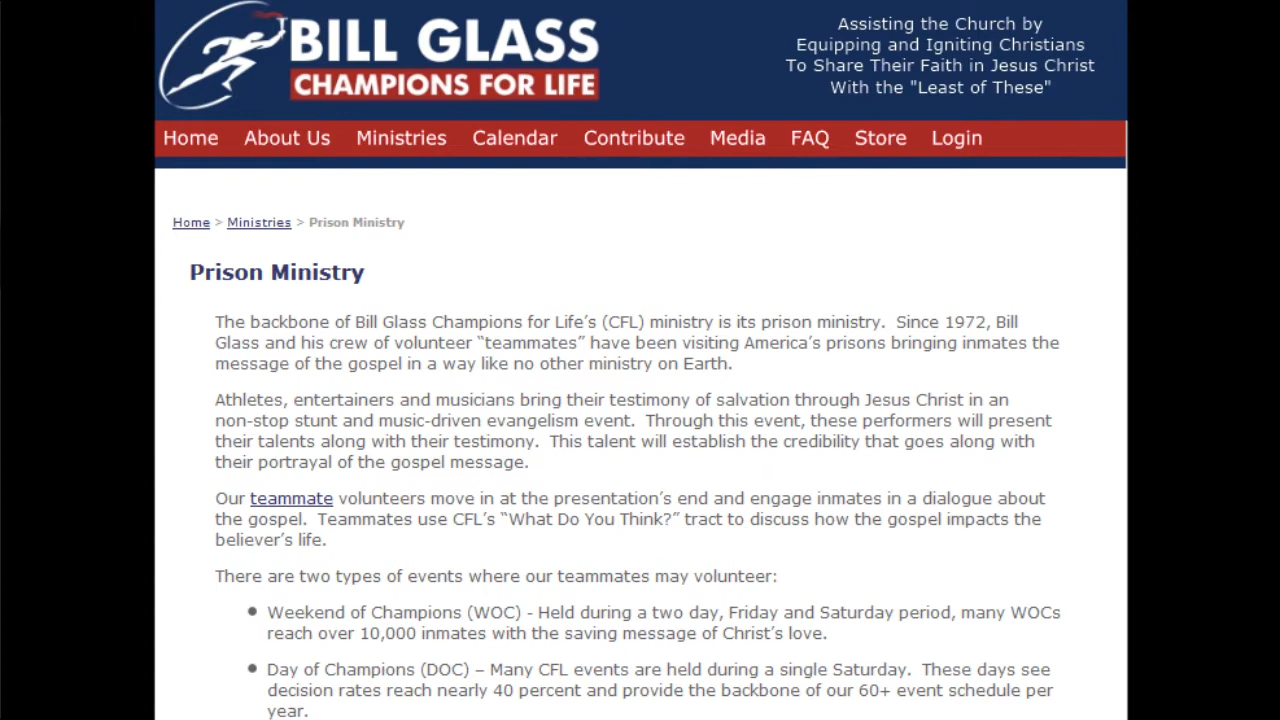 BILL GLASS
CHAMPIONS FOR LIFE
Assisting the Church by
Equipping and Igniting Christians
To Share Their Faith in Jesus Christ
With the "Least of These"
Home About Us Ministries Calendar Contribute Media FAQ Store Login
Home > Ministries > Prison Ministry
Prison Ministry
The backbone of Bill Glass Champions for Life’s (CFL) ministry is its prison ministry.  Since 1972, Bill
Glass and his crew of volunteer “teammates” have been visiting America’s prisons bringing inmates the
message of the gospel in a way like no other ministry on Earth.
Athletes, entertainers and musicians bring their testimony of salvation through Jesus Christ in an
non-stop stunt and music-driven evangelism event.  Through this event, these performers will present
their talents along with their testimony.  This talent will establish the credibility that goes along with
their portrayal of the gospel message.
Our teammate volunteers move in at the presentation’s end and engage inmates in a dialogue about
the gospel.  Teammates use CFL’s “What Do You Think?” tract to discuss how the gospel impacts the
believer’s life.
There are two types of events where our teammates may volunteer:
• Weekend of Champions (WOC) - Held during a two day, Friday and Saturday period, many WOCs
reach over 10,000 inmates with the saving message of Christ’s love.
• Day of Champions (DOC) – Many CFL events are held during a single Saturday.  These days see
decision rates reach nearly 40 percent and provide the backbone of our 60+ event schedule per
year.